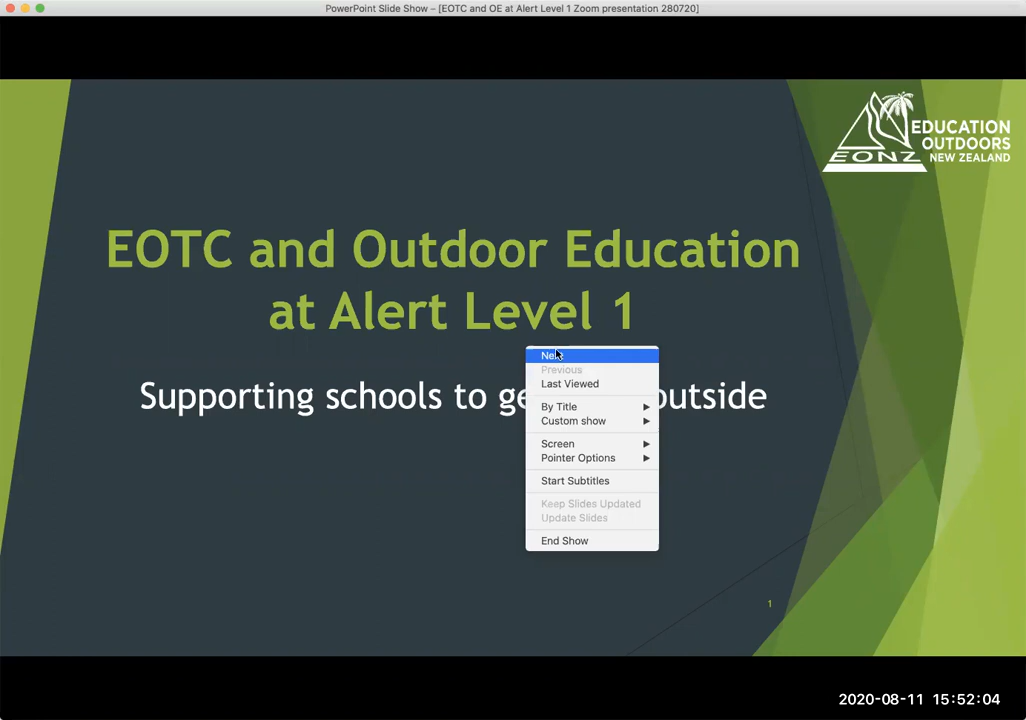 PowerPoint Slide Show – [EOTC and OE at Alert Level 1 Zoom presentation 280720]
EONZ
EDUCATION
OUTDOORS
NEW ZEALAND
EOTC and Outdoor Education
at Alert Level 1
Supporting schools to outside
Next
Previous
Last Viewed
By Title
Custom show
Screen
Pointer Options
Start Subtitles
Keep Slides Updated
Update Slides
End Show
1
2020-08-11 15:52:04